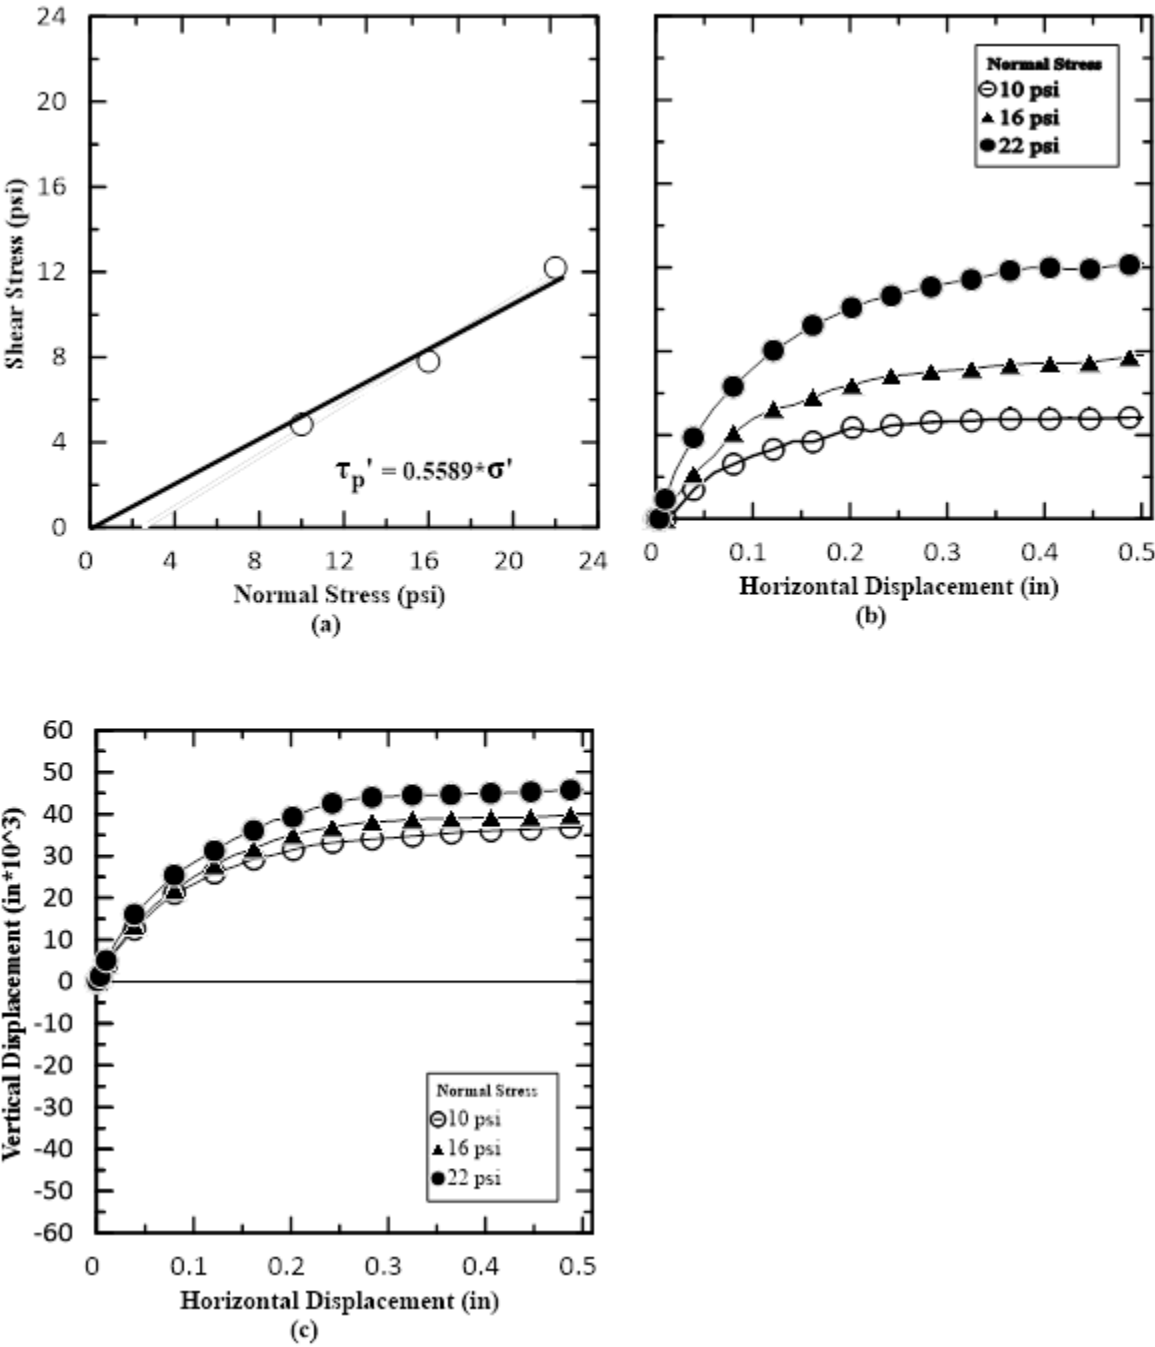 24
20
16
12
8
4
0
Shear Stress (psi)
τp' = 0.5589*σ'
0 4 8 12 16 20 24
Normal Stress (psi)
(a)
Normal Stress
10 psi
16 psi
22 psi
0 0.1 0.2 0.3 0.4 0.5
Horizontal Displacement (in)
(b)
60
50
40
30
20
10
0
-10
-20
-30
-40
-50
-60
Vertical Displacement (in*10^3)
Normal Stress
10 psi
16 psi
22 psi
0 0.1 0.2 0.3 0.4 0.5
Horizontal Displacement (in)
(c)